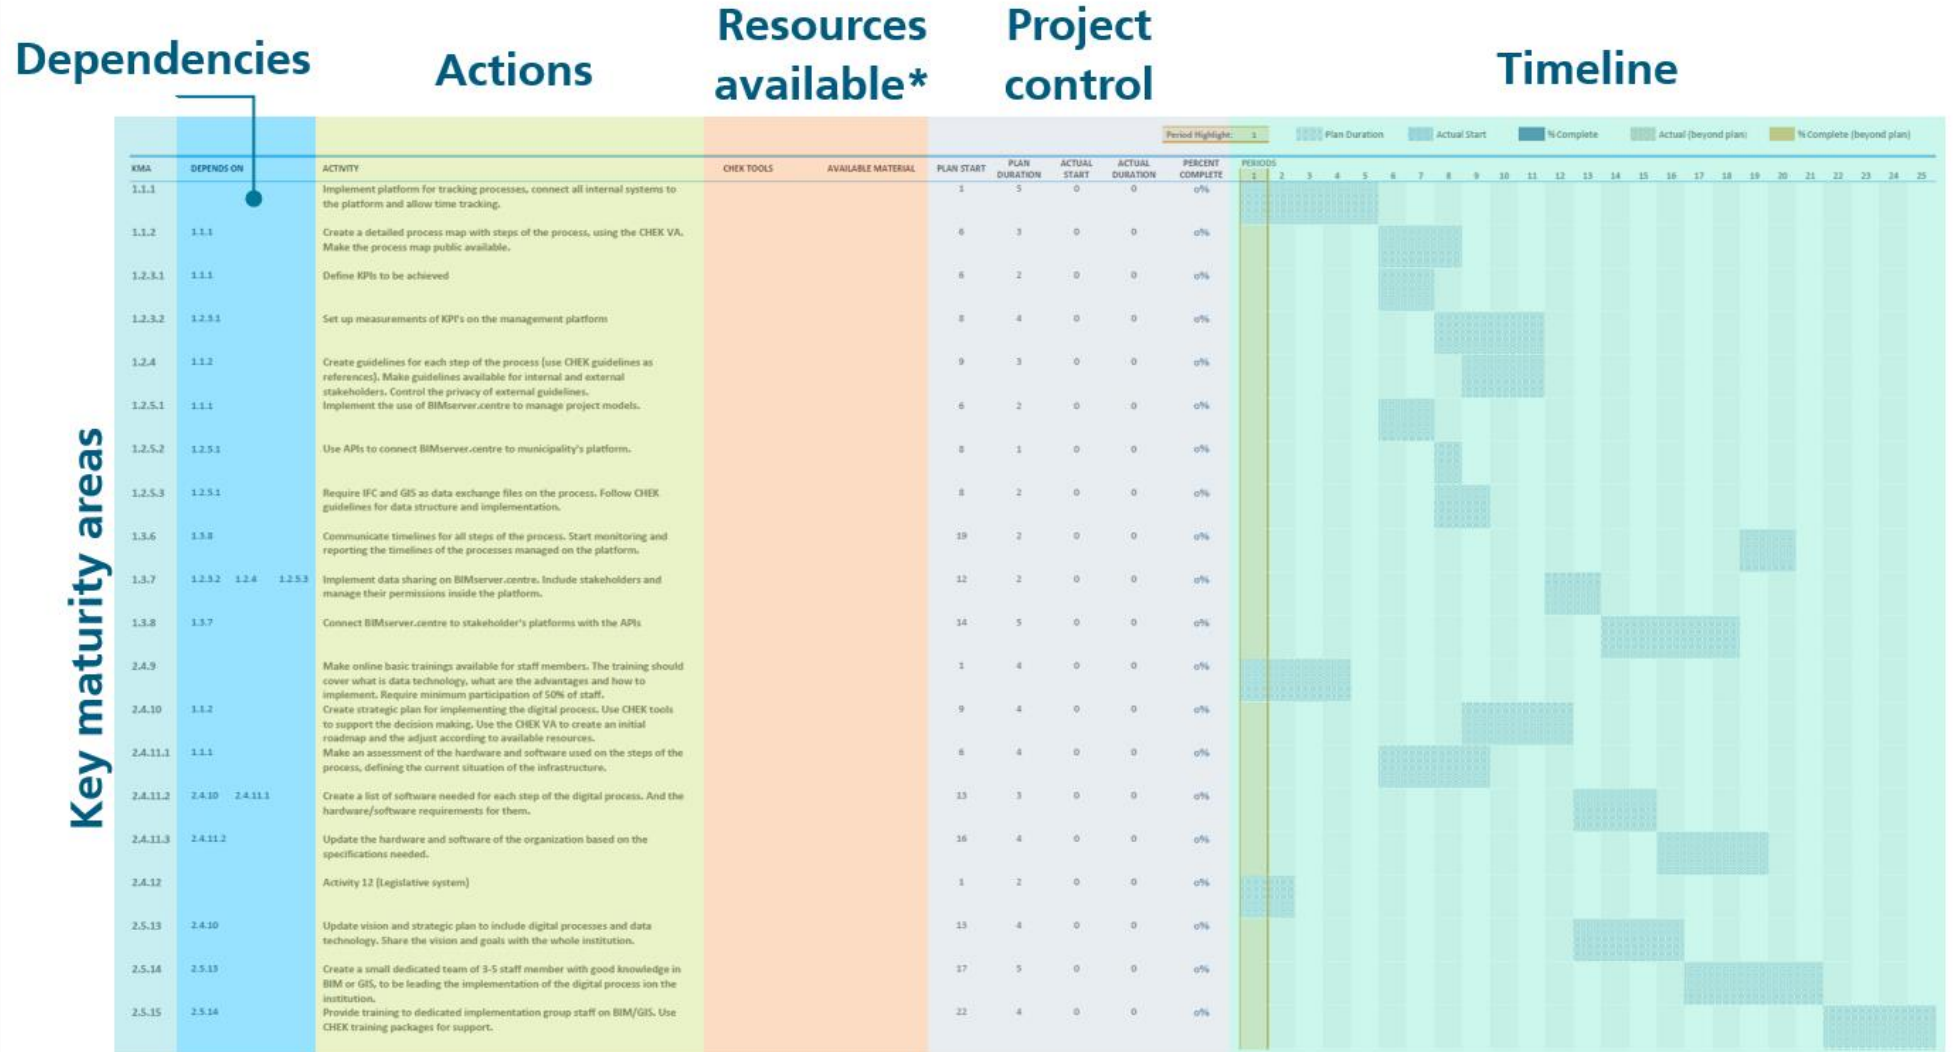 Dependencies
Actions
Resources
available*
Project
control
Timeline
Key maturity areas
Period Highlight: 1 Plan Duration Actual Start % Complete Actual (beyond plan) % Complete (beyond plan)
KMA DEPENDS ON ACTIVITY CHEK TOOLS AVAILABLE MATERIAL PLAN START PLAN DURATION ACTUAL START ACTUAL DURATION PERCENT COMPLETE PERIODS
1 2 3 4 5 6 7 8 9 10 11 12 13 14 15 16 17 18 19 20 21 22 23 24 25
1.1.1 Implement platform for tracking processes, connect all internal systems to 1 5 0 0 0%
the platform and allow time tracking.
1.1.2 1.1.1 Create a detailed process map with steps of the process, using the CHEK VA. 6 3 0 0 0%
Make the process map public available.
1.2.3.1 1.1.1 Define KPIs to be achieved 6 2 0 0 0%
1.2.3.2 1.2.3.1 Set up measurements of KPI's on the management platform 8 4 0 0 0%
1.2.4 1.1.2 Create guidelines for each step of the process (use CHEK guidelines as 9 3 0 0 0%
references). Make guidelines available for internal and external
stakeholders. Control the privacy of external guidelines.
1.2.5.1 1.1.1 Implement the use of BIMserver.centre to manage project models. 6 2 0 0 0%
1.2.5.2 1.2.5.1 Use APIs to connect BIMserver.centre to municipality's platform. 8 1 0 0 0%
1.2.5.3 1.2.5.1 Require IFC and GIS as data exchange files on the process. Follow CHEK 8 2 0 0 0%
guidelines for data structure and implementation.
1.3.6 1.3.8 Communicate timelines for all steps of the process. Start monitoring and 19 2 0 0 0%
reporting the timelines of the processes managed on the platform.
1.3.7 1.2.3.2 1.2.4 1.2.5.3 Implement data sharing on BIMserver.centre. Include stakeholders and 12 2 0 0 0%
manage their permissions inside the platform.
1.3.8 1.3.7 Connect BIMserver.centre to stakeholder's platforms with the APIs 14 5 0 0 0%
2.4.9 Make online basic trainings available for staff members. The training should 1 4 0 0 0%
cover what is data technology, what are the advantages and how to
implement. Require minimum participation of 50% of staff.
2.4.10 1.1.2 Create strategic plan for implementing the digital process. Use CHEK tools 9 4 0 0 0%
to support the decision making. Use the CHEK VA to create an initial
roadmap and the adjust according to available resources.
2.4.11.1 1.1.1 Make an assessment of the hardware and software used on the steps of the 6 4 0 0 0%
process, defining the current situation of the infrastructure.
2.4.11.2 2.4.10 2.4.11.1 Create a list of software needed for each step of the digital process. And the 13 3 0 0 0%
hardware/software requirements for them.
2.4.11.3 2.4.11.2 Update the hardware and software of the organization based on the 16 4 0 0 0%
specifications needed.
2.4.12 Activity 12 (Legislative system) 1 2 0 0 0%
2.5.13 2.4.10 Update vision and strategic plan to include digital processes and data 13 4 0 0 0%
technology. Share the vision and goals with the whole institution.
2.5.14 2.5.13 Create a small dedicated team of 3-5 staff member with good knowledge in 17 5 0 0 0%
BIM or GIS, to be leading the implementation of the digital process ion the
institution.
2.5.15 2.5.14 Provide training to dedicated implementation group staff on BIM/GIS. Use 22 4 0 0 0%
CHEK training packages for support.